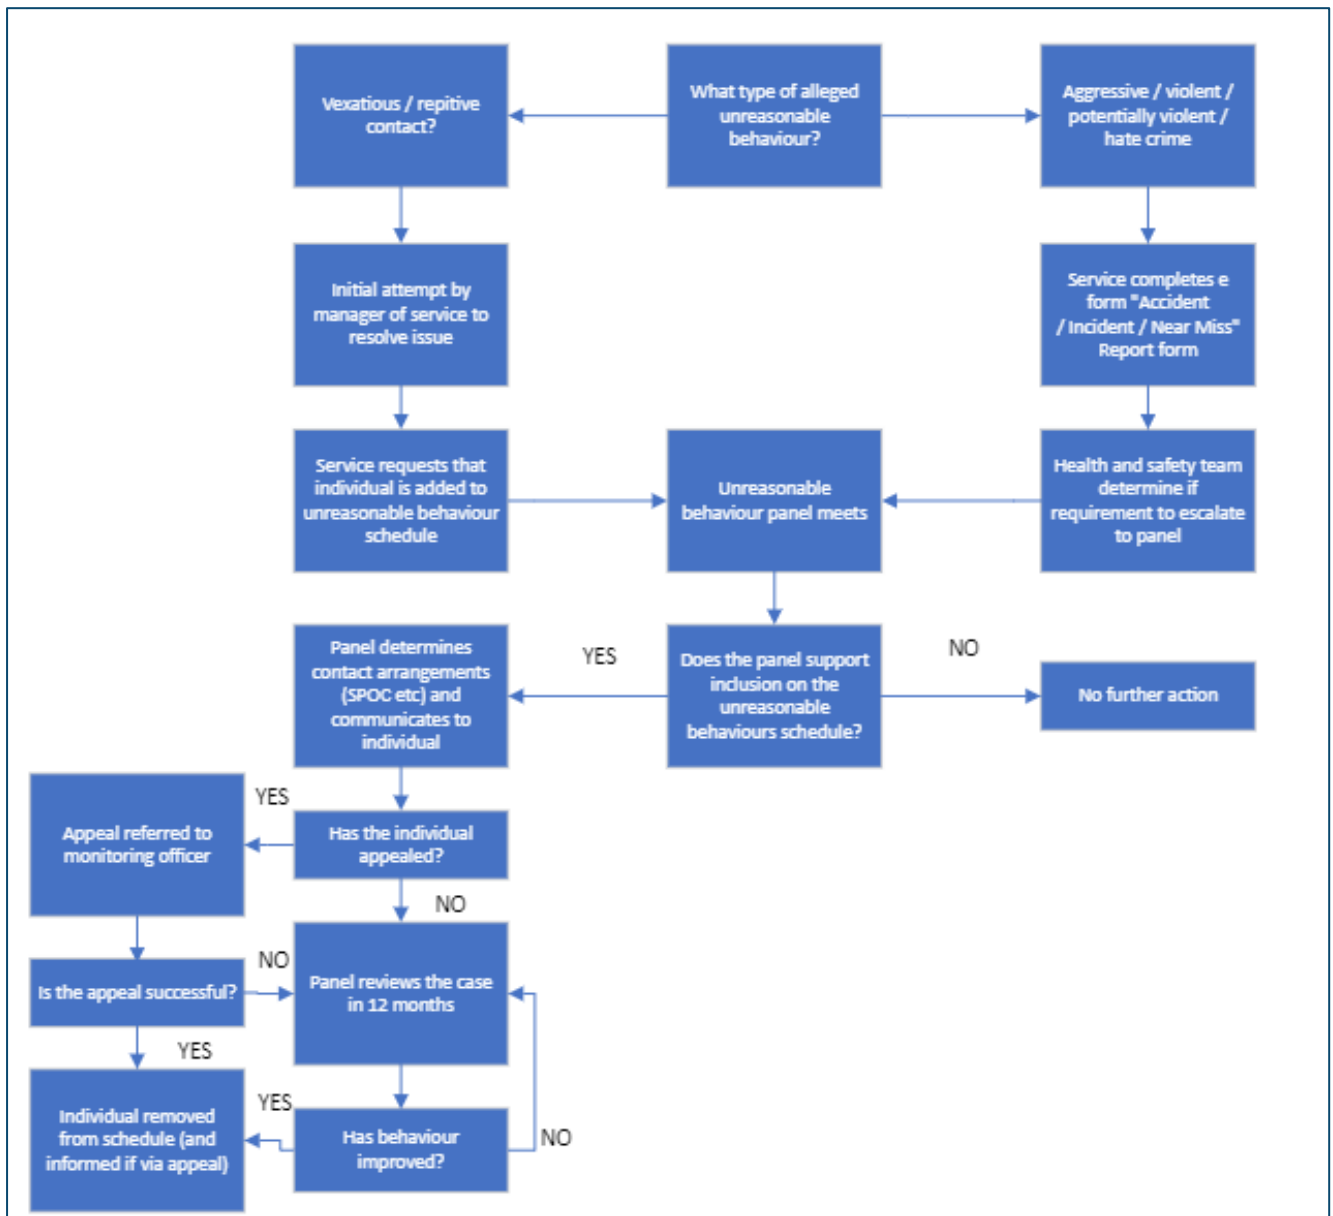 Vexatious / repitive
contact?
What type of alleged
unreasonable
behaviour?
Aggressive / violent /
potentially violent /
hate crime
Initial attempt by
manager of service to
resolve issue
Service completes e
form "Accident
/ Incident / Near Miss"
Report form
Service requests that
individual is added to
unreasonable behaviour
schedule
Unreasonable
behaviour panel meets
Health and safety team
determine if
requirement to escalate
to panel
Panel determines
contact arrangements
(SPOC etc) and
communicates to
individual
YES
Does the panel support
inclusion on the
unreasonable
behaviours schedule?
NO
No further action
Appeal referred to
monitoring officer
YES
Has the individual
appealed?
NO
Is the appeal successful?
NO
Panel reviews the case
in 12 months
YES
Individual removed
from schedule (and
informed if via appeal)
YES
Has behaviour
improved?
NO